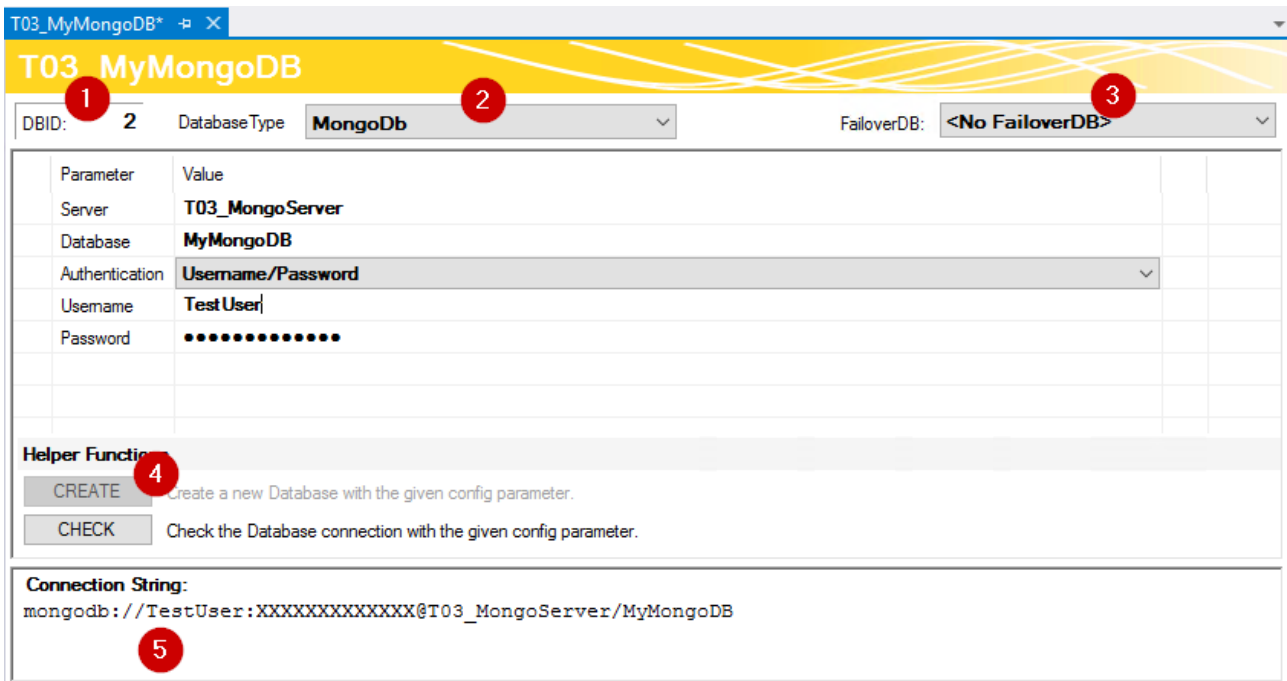 T03_MyMongoDB*
T03_MyMongoDB
1
2
3
DBID: 2 DatabaseType MongoDb FailoverDB: <No FailoverDB>
Parameter Value
Server T03_MongoServer
Database MyMongoDB
Authentication Username/Password
Username TestUser
Password ●●●●●●●●●●●●●
Helper Functions
4
CREATE Create a new Database with the given config parameter.
CHECK Check the Database connection with the given config parameter.
Connection String:
mongodb://TestUser:XXXXXXXXXXXXX@T03_MongoServer/MyMongoDB
5